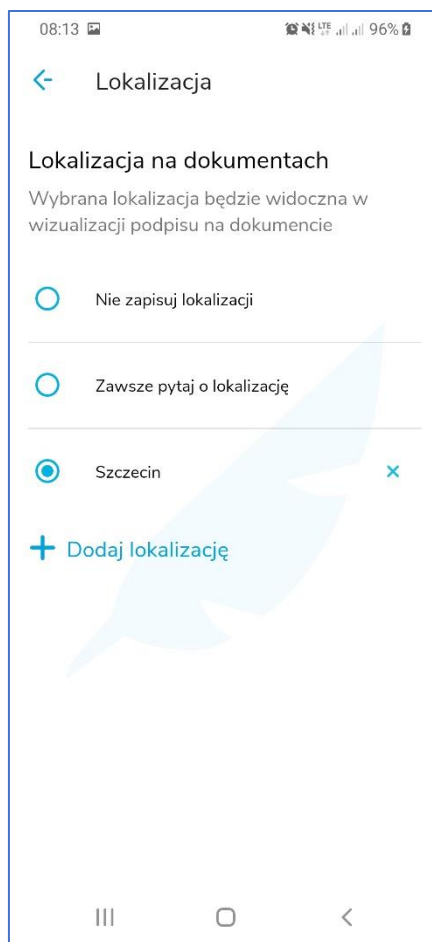 08:13 LTE 96%
Lokalizacja
Lokalizacja na dokumentach
Wybrana lokalizacja będzie widoczna w
wizualizacji podpisu na dokumencie
Nie zapisuj lokalizacji
Zawsze pytaj o lokalizację
Szczecin
Dodaj lokalizację